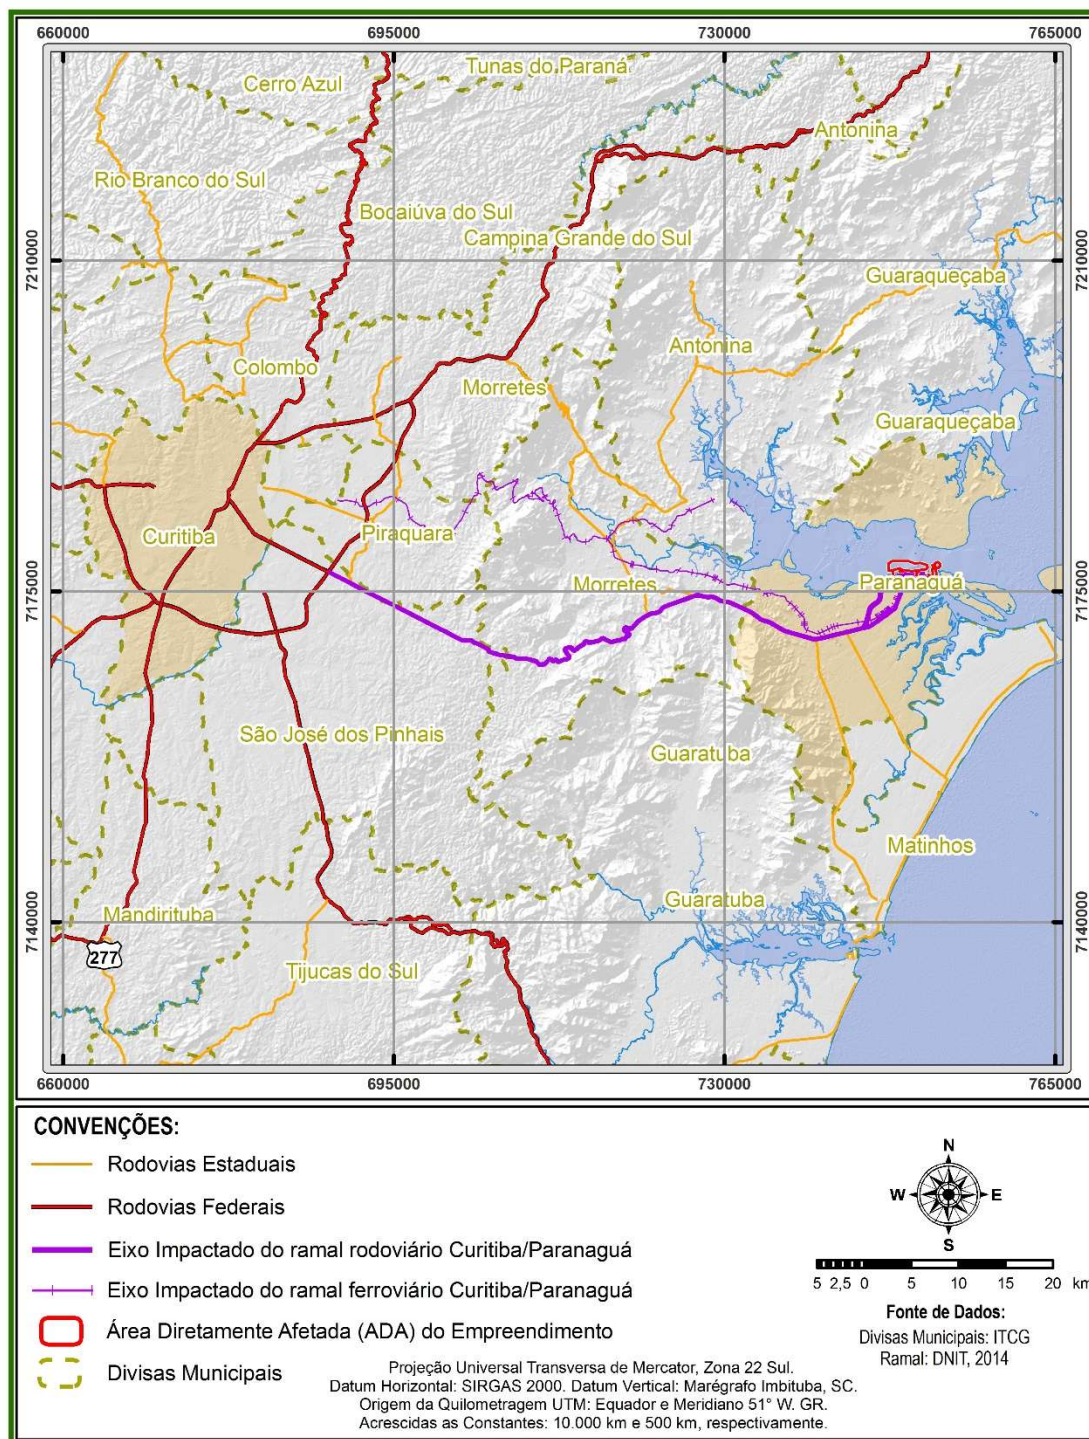 660000
695000
730000
765000
Tunas do Paraná
Cerro Azul
Antonina
Rio Branco do Sul
Bocaiúva do Sul
Campina Grande do Sul
7210000
7210000
Guaraqueçaba
Antonina
Colombo
Morretes
Guaraqueçaba
Curitiba
Piraquara
Morretes
Paranaguá
7175000
7175000
São José dos Pinhais
Guaratuba
Matinhos
Guaratuba
Mandirituba
7140000
7140000
277
Tijucas do Sul
660000
695000
730000
765000
CONVENÇÕES:
Rodovias Estaduais
Rodovias Federais
Eixo Impactado do ramal rodoviário Curitiba/Paranaguá
Eixo Impactado do ramal ferroviário Curitiba/Paranaguá
Área Diretamente Afetada (ADA) do Empreendimento
Divisas Municipais
N
W
E
S
5 2,5 0 5 10 15 20 km
Fonte de Dados:
Divisas Municipais: ITCG
Ramal: DNIT, 2014
Projeção Universal Transversa de Mercator, Zona 22 Sul.
Datum Horizontal: SIRGAS 2000. Datum Vertical: Marégrafo Imbituba, SC.
Origem da Quilometragem UTM: Equador e Meridiano 51° W. GR.
Acrescidas as Constantes: 10.000 km e 500 km, respectivamente.